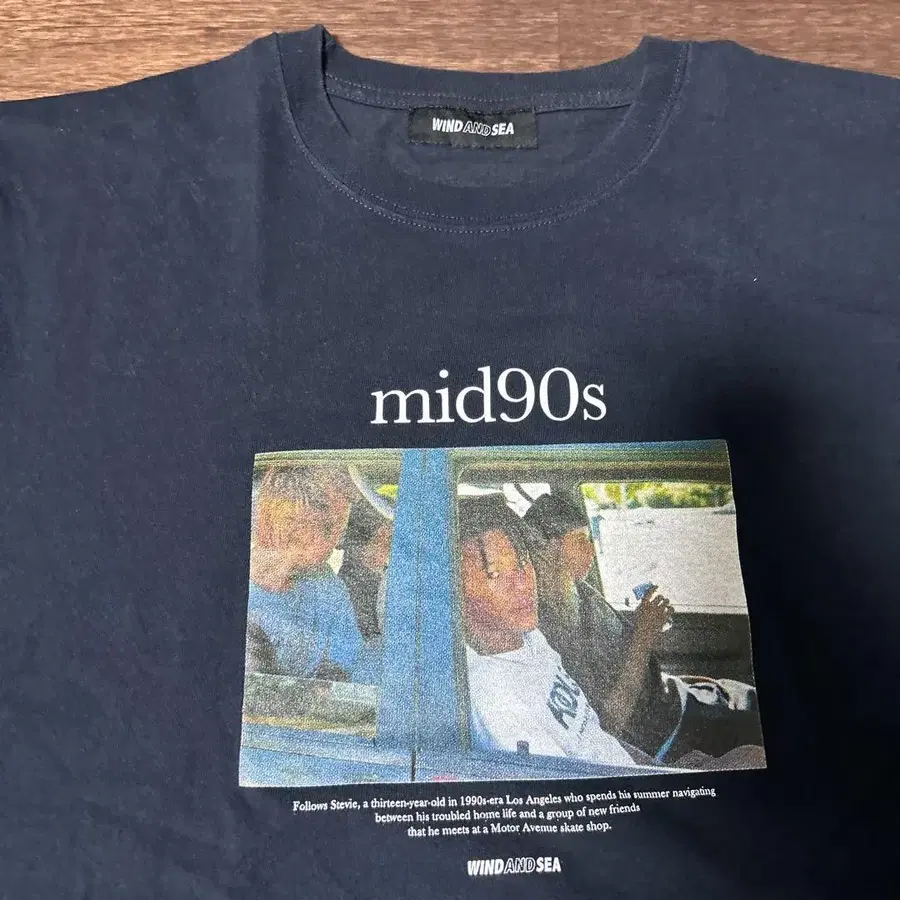 WIND AND SEA
mid90s
Follows Stevie, a thirteen-year-old in 1990s-era Los Angeles who spends his summer navigating
between his troubled home life and a group of new friends
that he meets at a Motor Avenue skate shop.
WIND AND SEA